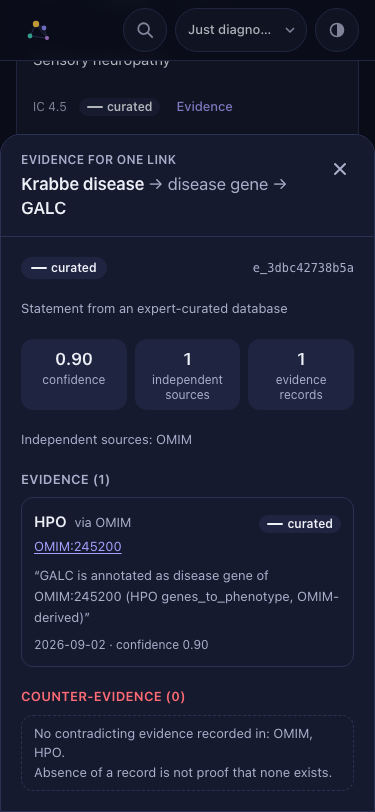 Just diagno...
Sensory neuropathy
IC 4.5 curated Evidence
EVIDENCE FOR ONE LINK
Krabbe disease → disease gene →
GALC
curated e_3dbc42738b5a
Statement from an expert-curated database
0.90 1 1
confidence independent evidence
sources records
Independent sources: OMIM
EVIDENCE (1)
HPO via OMIM curated
OMIM:245200
“GALC is annotated as disease gene of
OMIM:245200 (HPO genes_to_phenotype, OMIM-
derived)”
2026-09-02 · confidence 0.90
COUNTER-EVIDENCE (0)
No contradicting evidence recorded in: OMIM,
HPO.
Absence of a record is not proof that none exists.